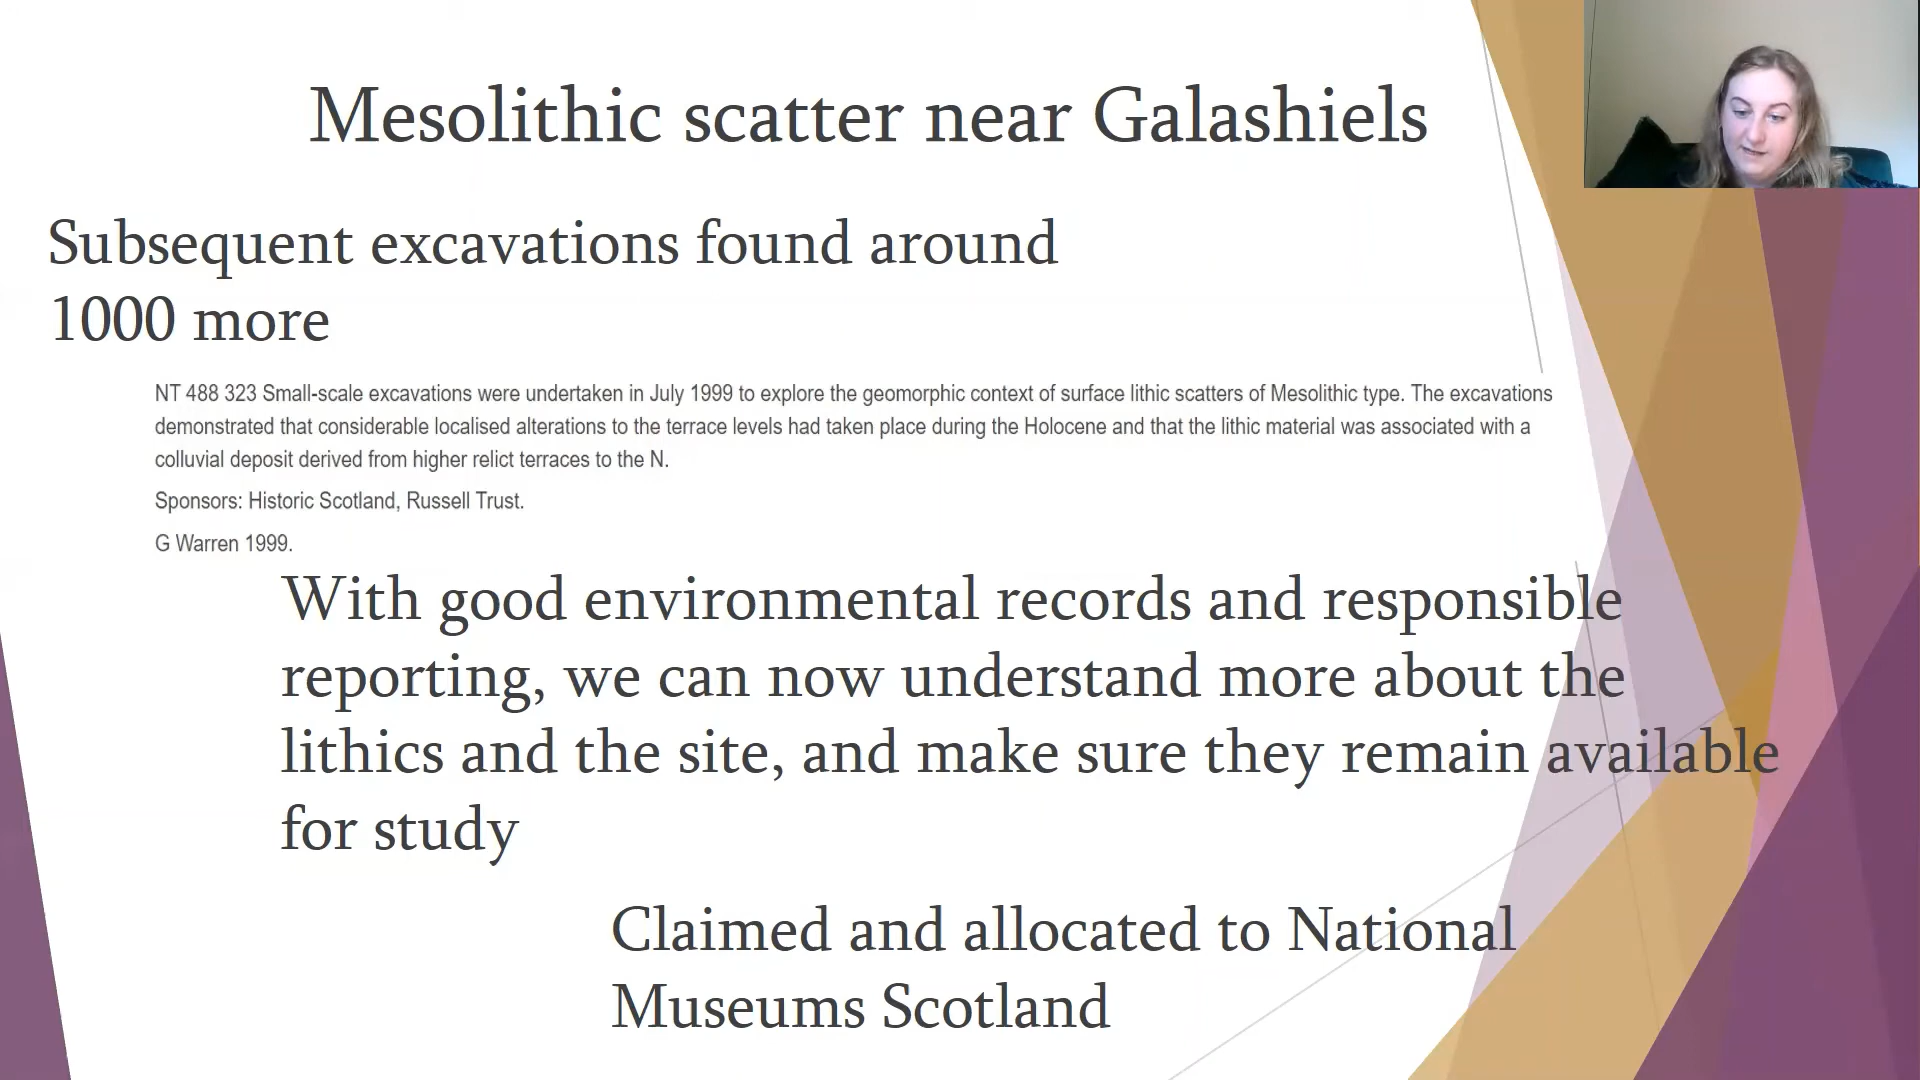 Mesolithic scatter near Galashiels
Subsequent excavations found around
1000 more
NT 488 323 Small-scale excavations were undertaken in July 1999 to explore the geomorphic context of surface lithic scatters of Mesolithic type. The excavations
demonstrated that considerable localised alterations to the terrace levels had taken place during the Holocene and that the lithic material was associated with a
colluvial deposit derived from higher relict terraces to the N.
Sponsors: Historic Scotland, Russell Trust.
G Warren 1999.
With good environmental records and responsible
reporting, we can now understand more about the
lithics and the site, and make sure they remain available
for study
Claimed and allocated to National
Museums Scotland